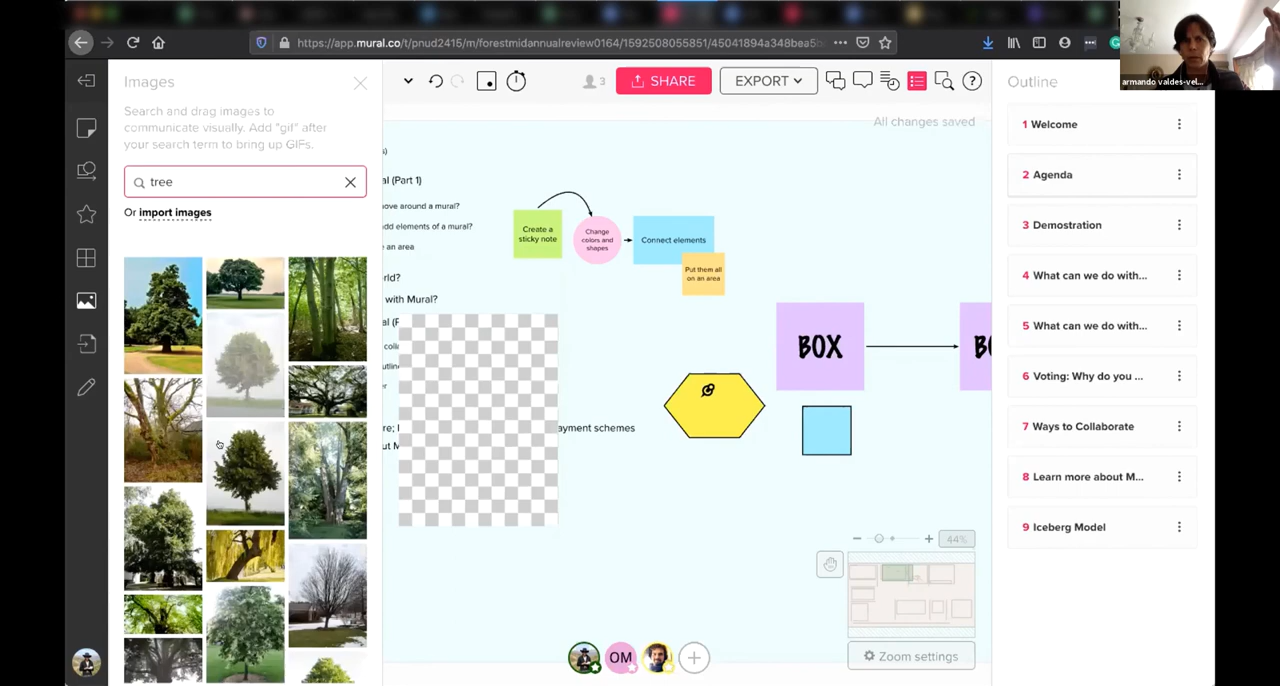 https://app.mural.co/t/pnud2415/m/forestmidannualreview0164/1592508055851/45041894a348bea5b
armando valdes-vel...
Images
Search and drag images to
communicate visually. Add "gif" after
your search term to bring up GIFs.
tree
Or import images
3
SHARE
EXPORT
All changes saved
al (Part 1)
ove around a mural?
dd elements of a mural?
e an area
rld?
with Mural?
ayment schemes
Create a
sticky note
Change
colors and
shapes
Connect elements
Put them all
on an area
BOX
44%
Zoom settings
OM
Outline
1 Welcome
2 Agenda
3 Demostration
4 What can we do with...
5 What can we do with...
6 Voting: Why do you ...
7 Ways to Collaborate
8 Learn more about M...
9 Iceberg Model